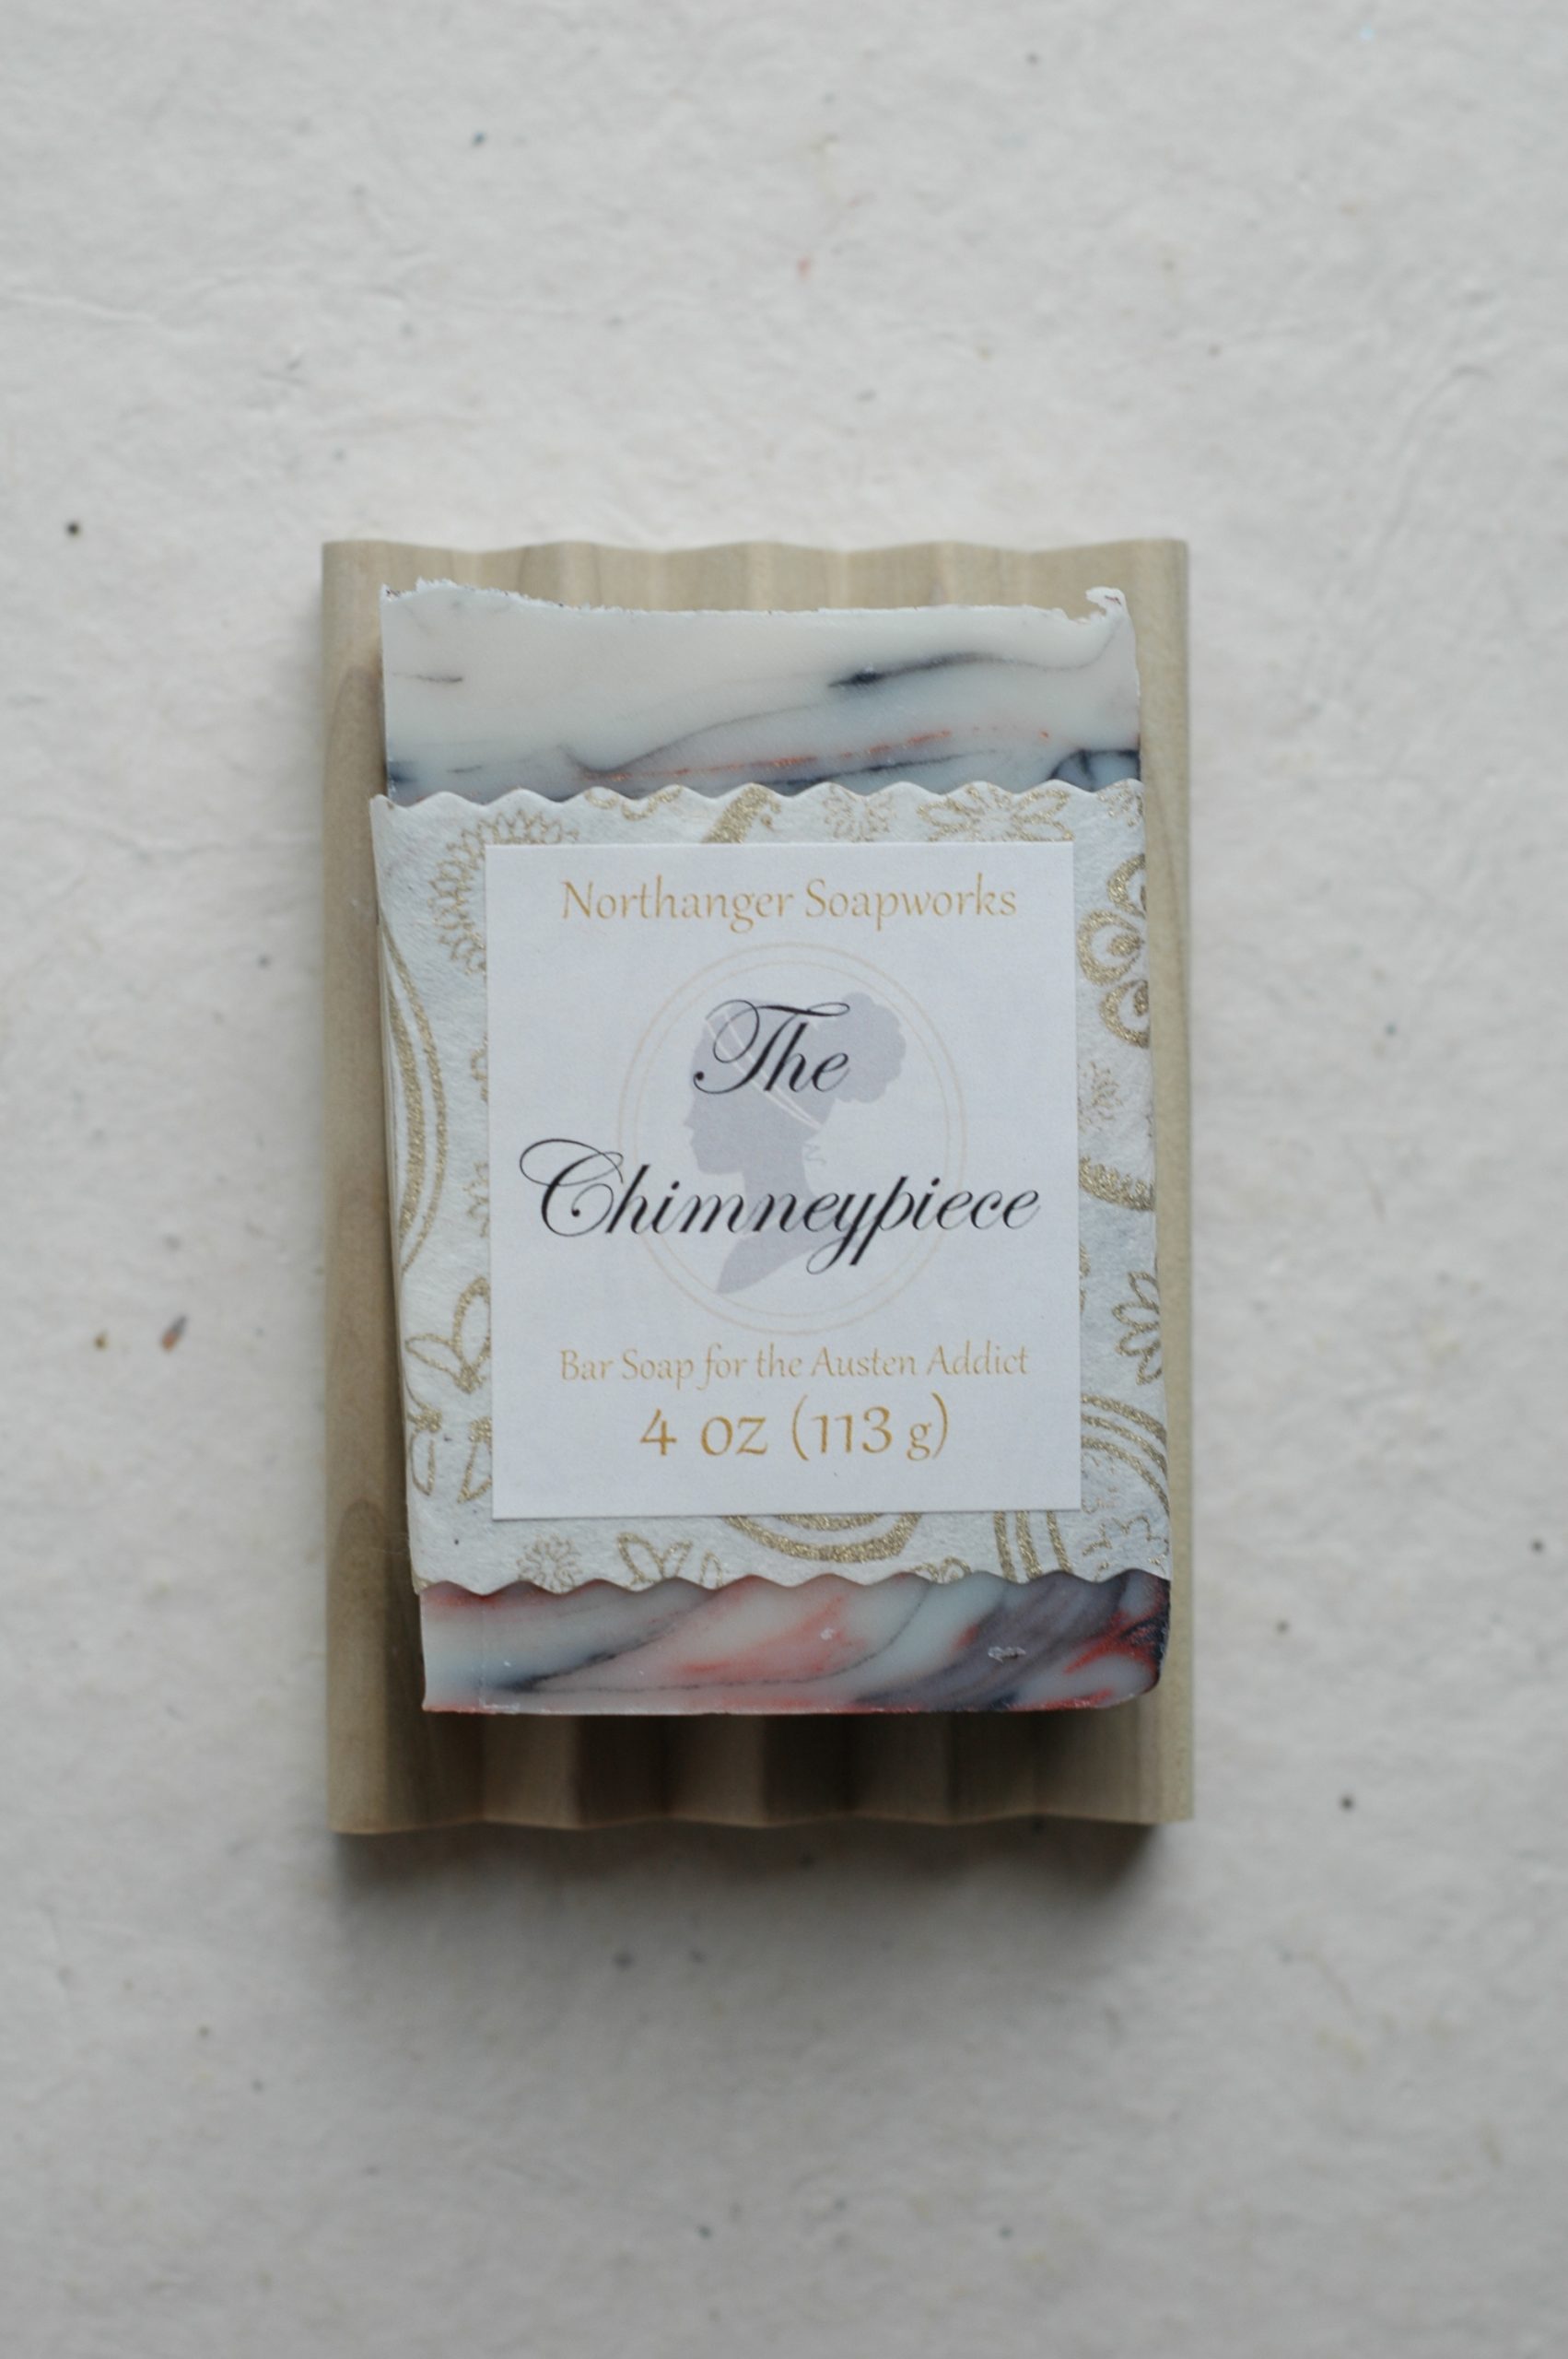 Northanger Soapworks
The
Chimneypiece
Bar Soap for the Austen Addict
4 oz (113 g)